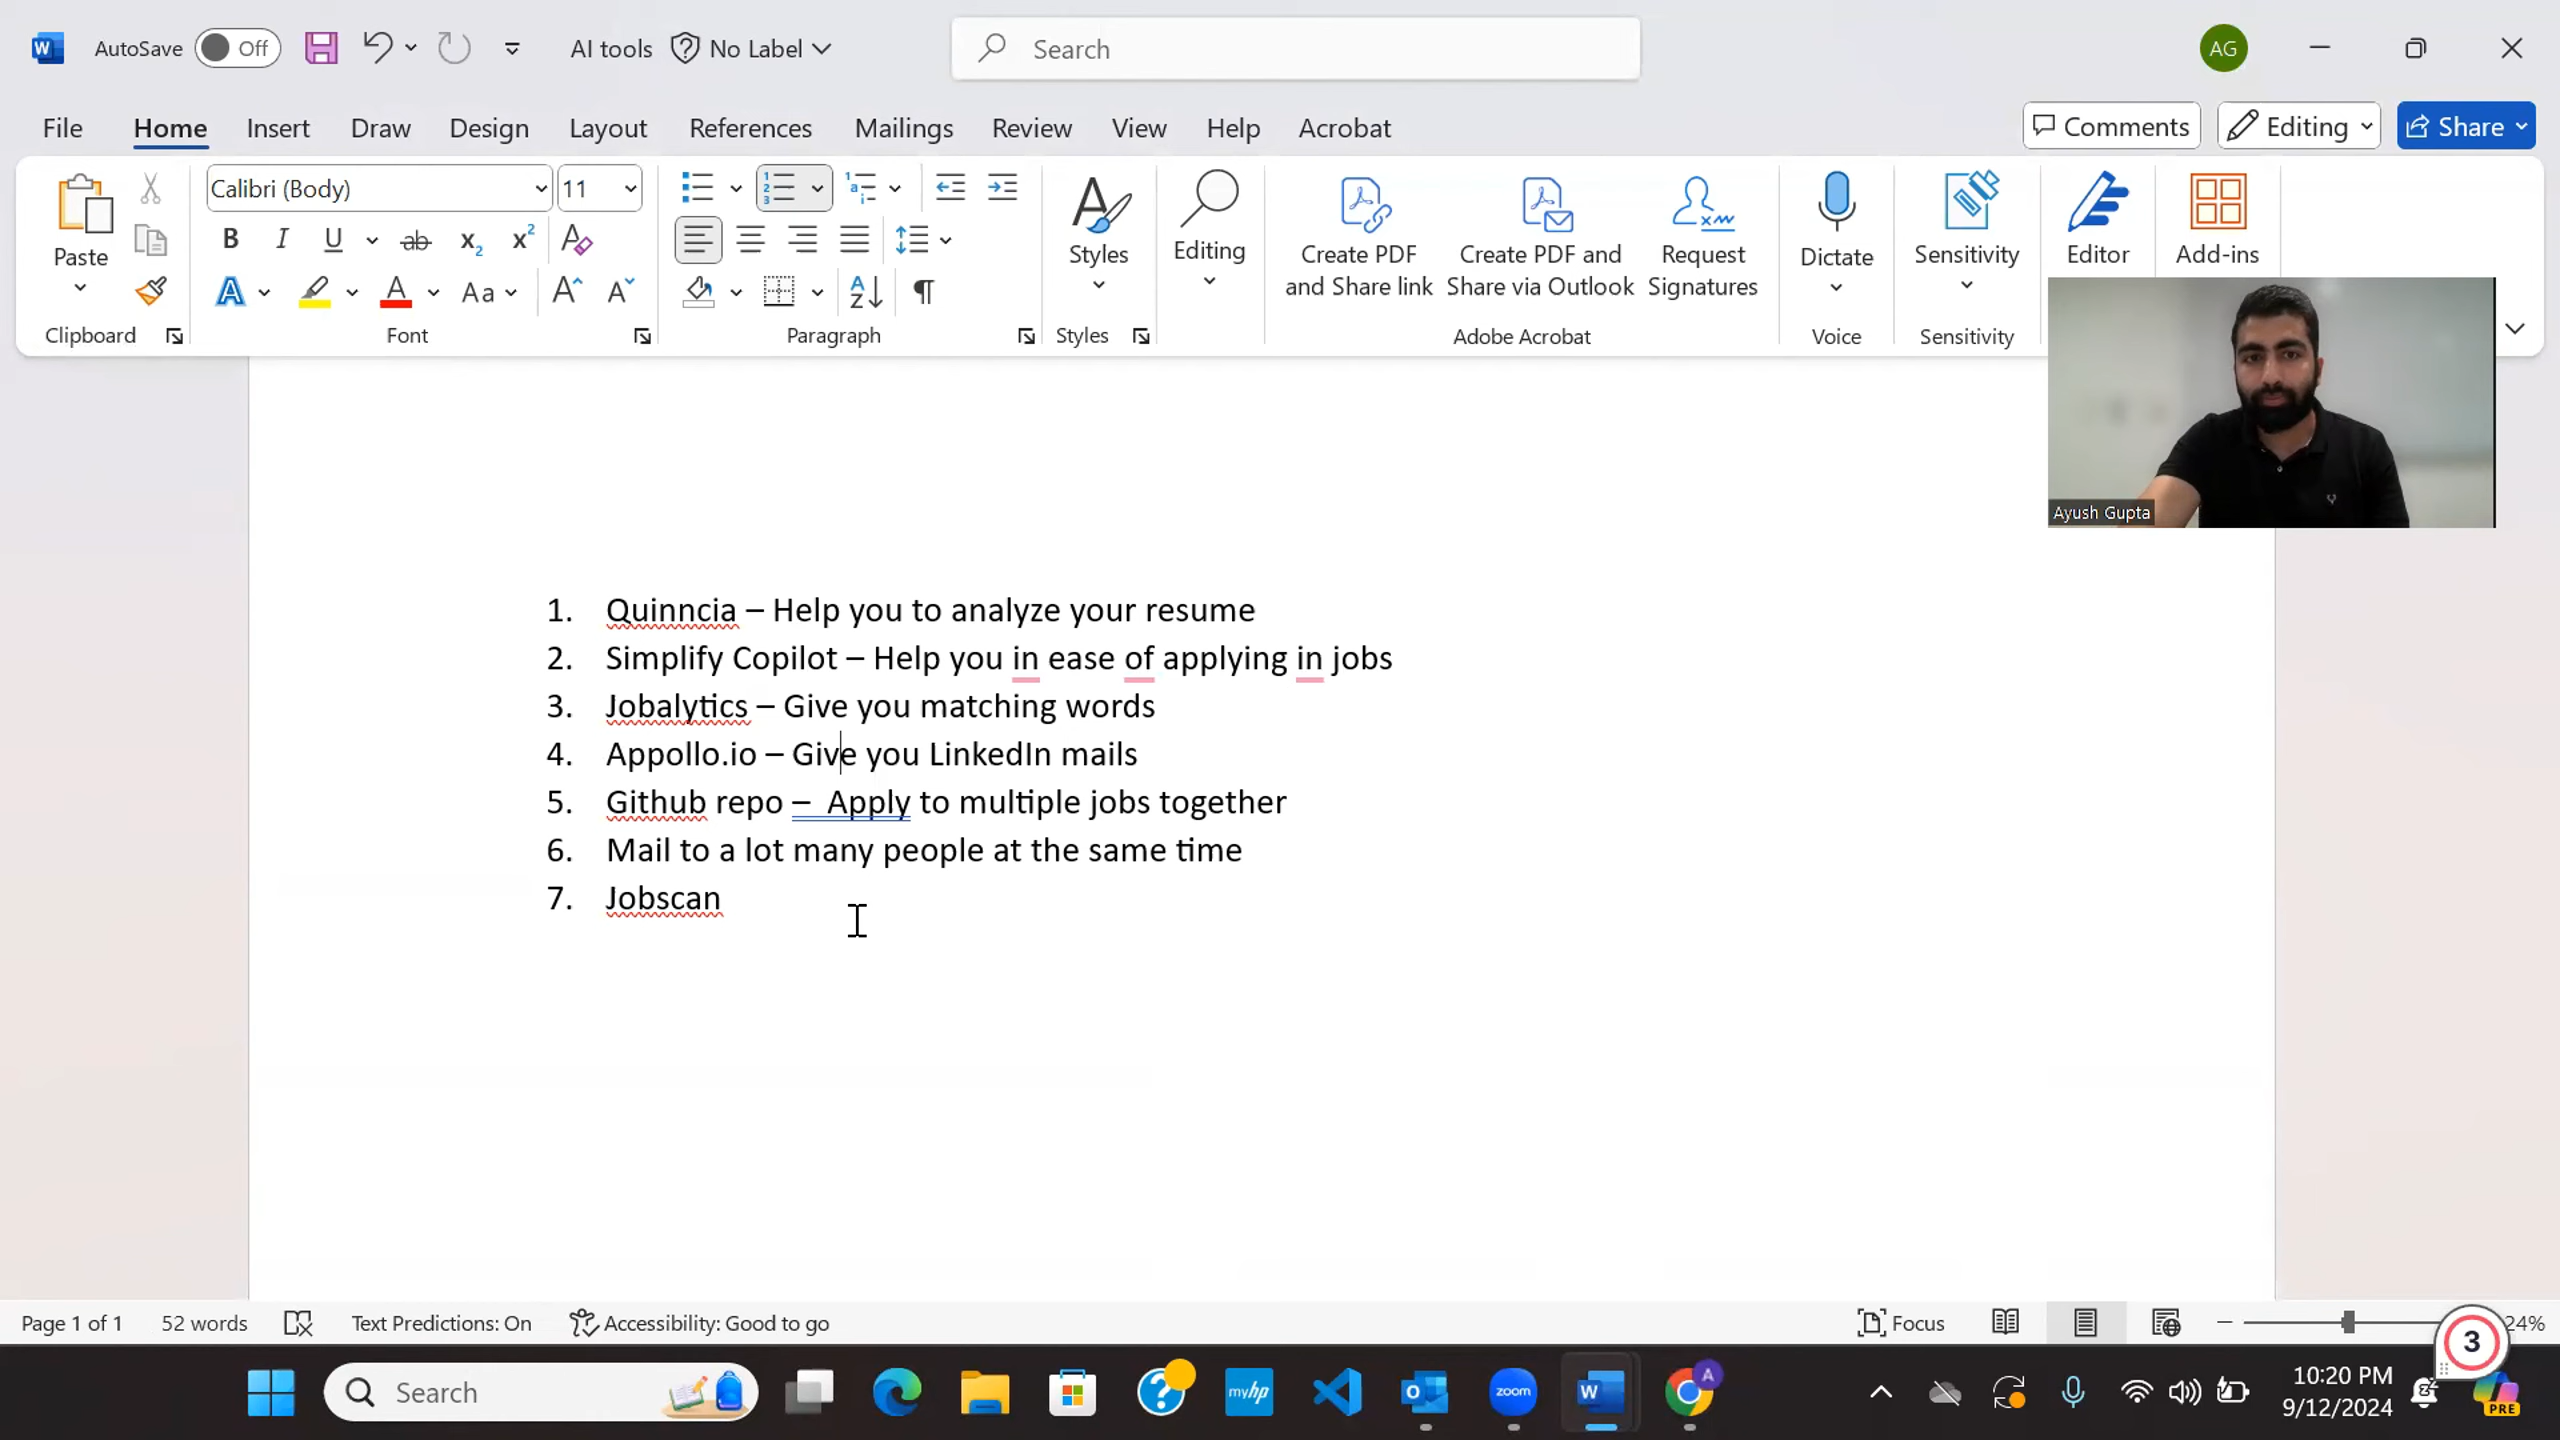 AutoSave Off AI tools No Label Search AG
File Home Insert Draw Design Layout References Mailings Review View Help Acrobat Comments Editing Share
Paste
Clipboard
Calibri (Body) 11
Font
Paragraph
Styles
Styles
Editing
Create PDF and Share link
Create PDF and Share via Outlook
Request Signatures
Adobe Acrobat
Dictate
Voice
Sensitivity
Sensitivity
Editor
Add-ins
Ayush Gupta
1. Quinncia – Help you to analyze your resume
2. Simplify Copilot – Help you in ease of applying in jobs
3. Jobalytics – Give you matching words
4. Appollo.io – Give you LinkedIn mails
5. Github repo –  Apply to multiple jobs together
6. Mail to a lot many people at the same time
7. Jobscan
Page 1 of 1 52 words Text Predictions: On Accessibility: Good to go Focus 24%
3
Search
myhp
zoom
A
10:20 PM
9/12/2024
PRE